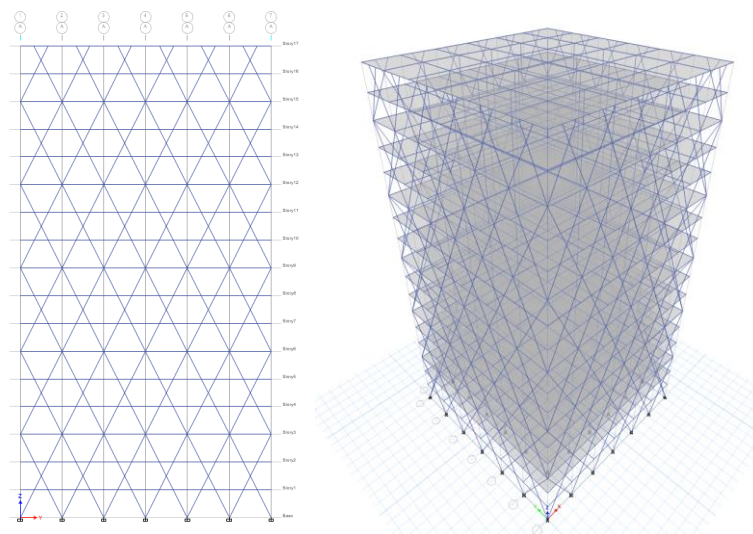 1 2 3 4 5 6 7
A A A A A A A
Story17
Story16
Story15
Story14
Story13
Story12
Story11
Story10
Story9
Story8
Story7
Story6
Story5
Story4
Story3
Story2
Story1
Base
Z
Y